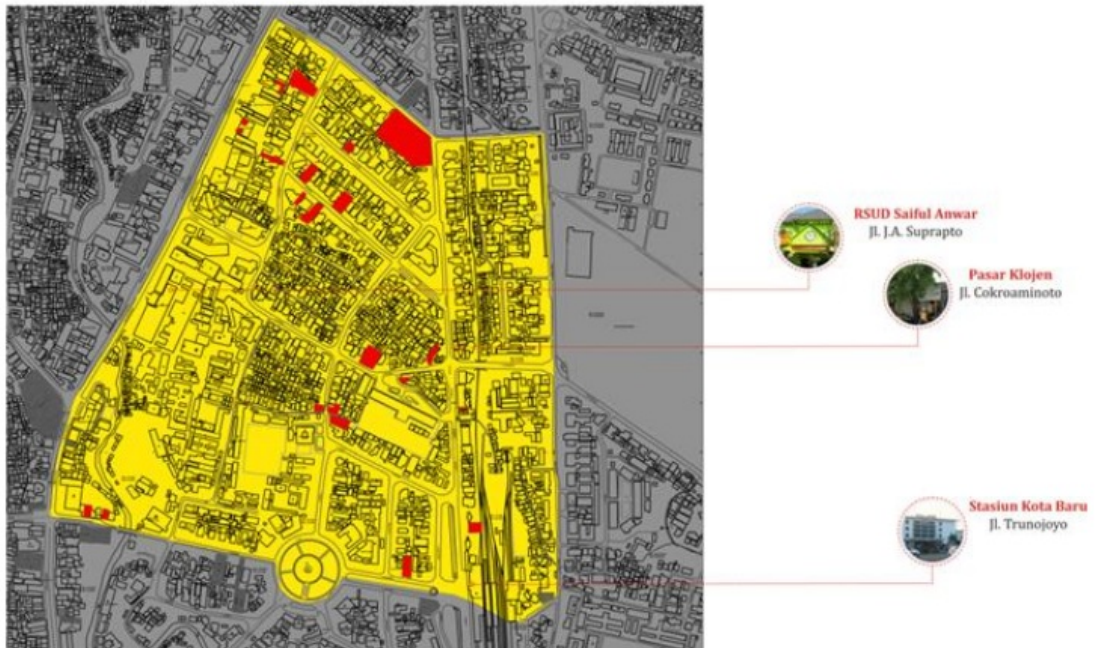 RSUD Saiful Anwar
Jl. J.A. Suprapto
Pasar Klojen
Jl. Cokroaminoto
Stasiun Kota Baru
Jl. Trunojoyo